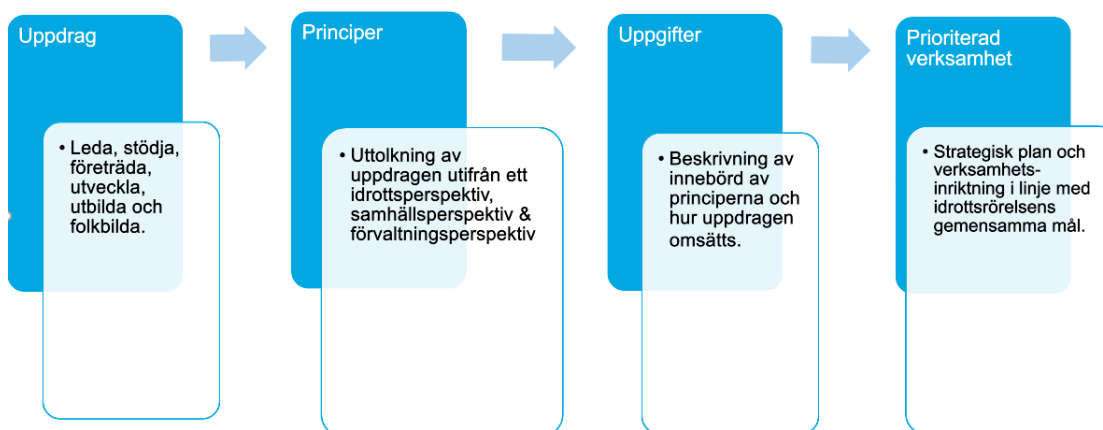 Uppdrag
• Leda, stödja,
företräda,
utveckla,
utbilda och
folkbilda.
Principer
• Uttolkning av
uppdragen utifrån ett
idrottsperspektiv,
samhällsperspektiv &
förvaltningsperspektiv
Uppgifter
• Beskrivning av
innebörd av
principerna och
hur uppdragen
omsätts.
Prioriterad
verksamhet
• Strategisk plan och
verksamhets-
inriktning i linje med
idrottsrörelsens
gemensamma mål.